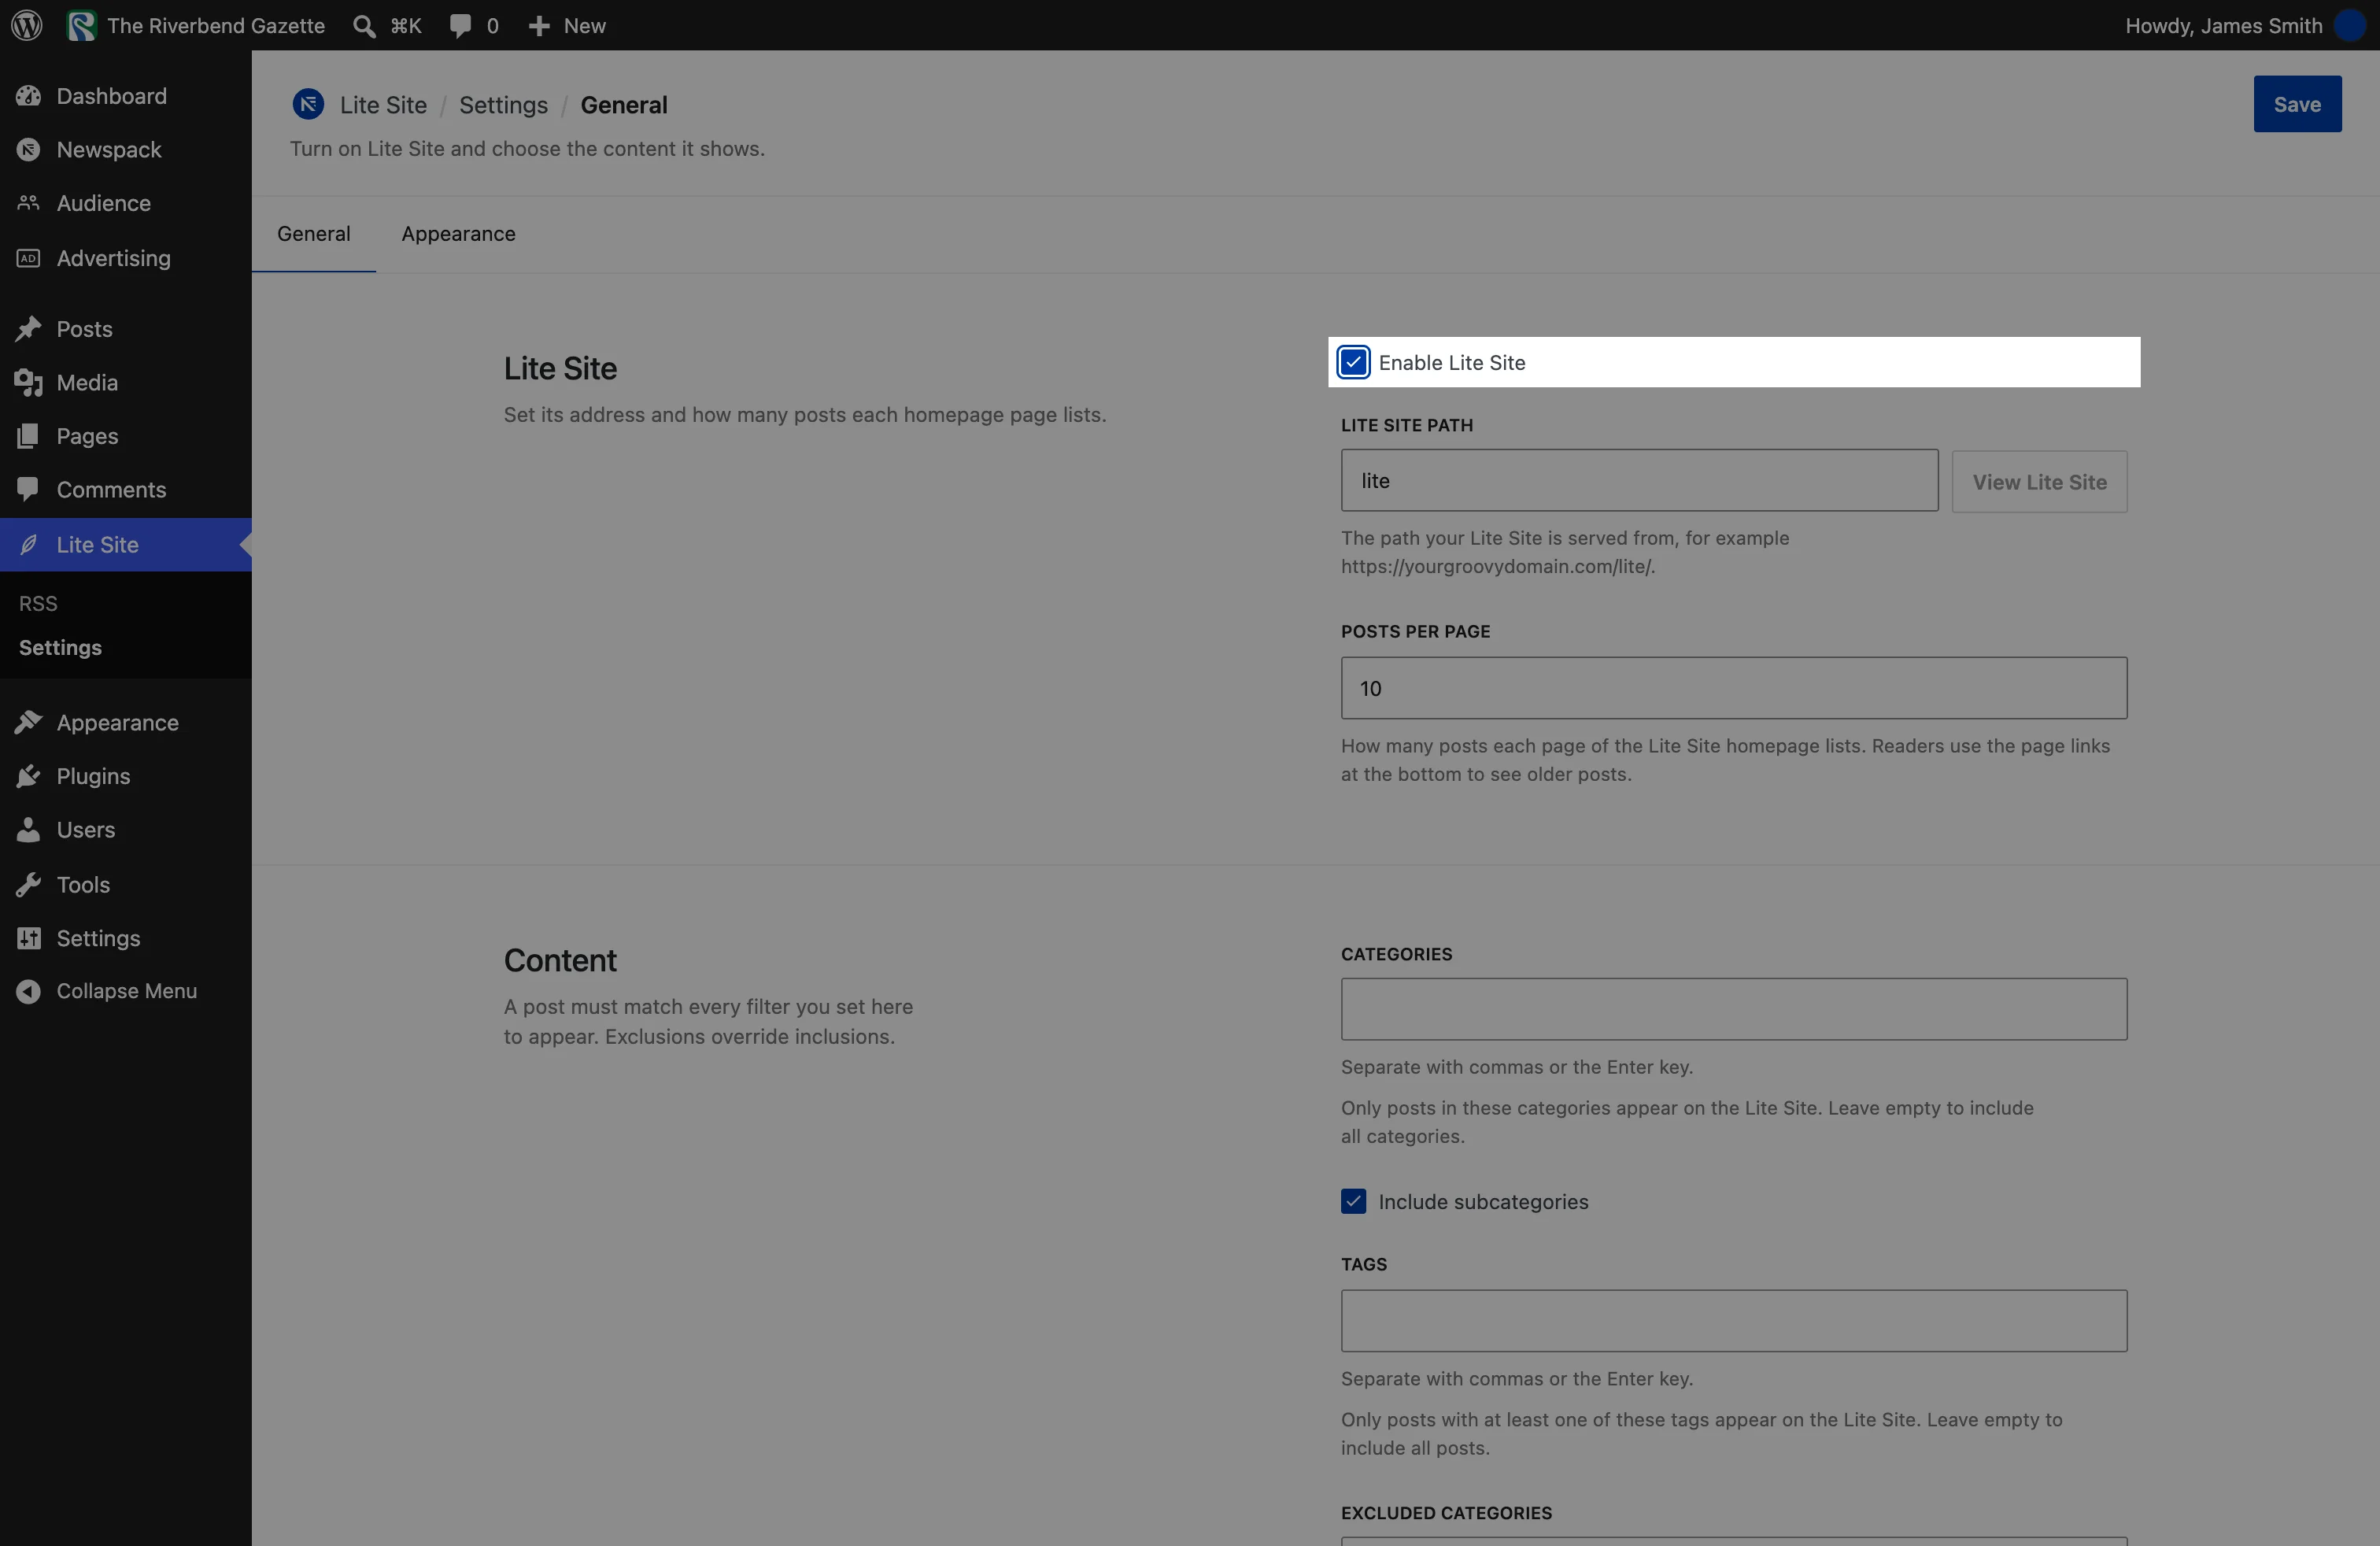 The Riverbend Gazette
⌘K
0
New
Howdy, James Smith
Dashboard
Newspack
Audience
AD
Advertising
Posts
Media
Pages
Comments
Lite Site
RSS
Settings
Appearance
Plugins
Users
Tools
Settings
Collapse Menu
Lite Site / Settings / General
Turn on Lite Site and choose the content it shows.
Save
General
Appearance
Lite Site
Set its address and how many posts each homepage page lists.
Enable Lite Site
LITE SITE PATH
lite
View Lite Site
The path your Lite Site is served from, for example
https://yourgroovydomain.com/lite/.
POSTS PER PAGE
10
How many posts each page of the Lite Site homepage lists. Readers use the page links
at the bottom to see older posts.
Content
A post must match every filter you set here
to appear. Exclusions override inclusions.
CATEGORIES
Separate with commas or the Enter key.
Only posts in these categories appear on the Lite Site. Leave empty to include
all categories.
Include subcategories
TAGS
Separate with commas or the Enter key.
Only posts with at least one of these tags appear on the Lite Site. Leave empty to
include all posts.
EXCLUDED CATEGORIES